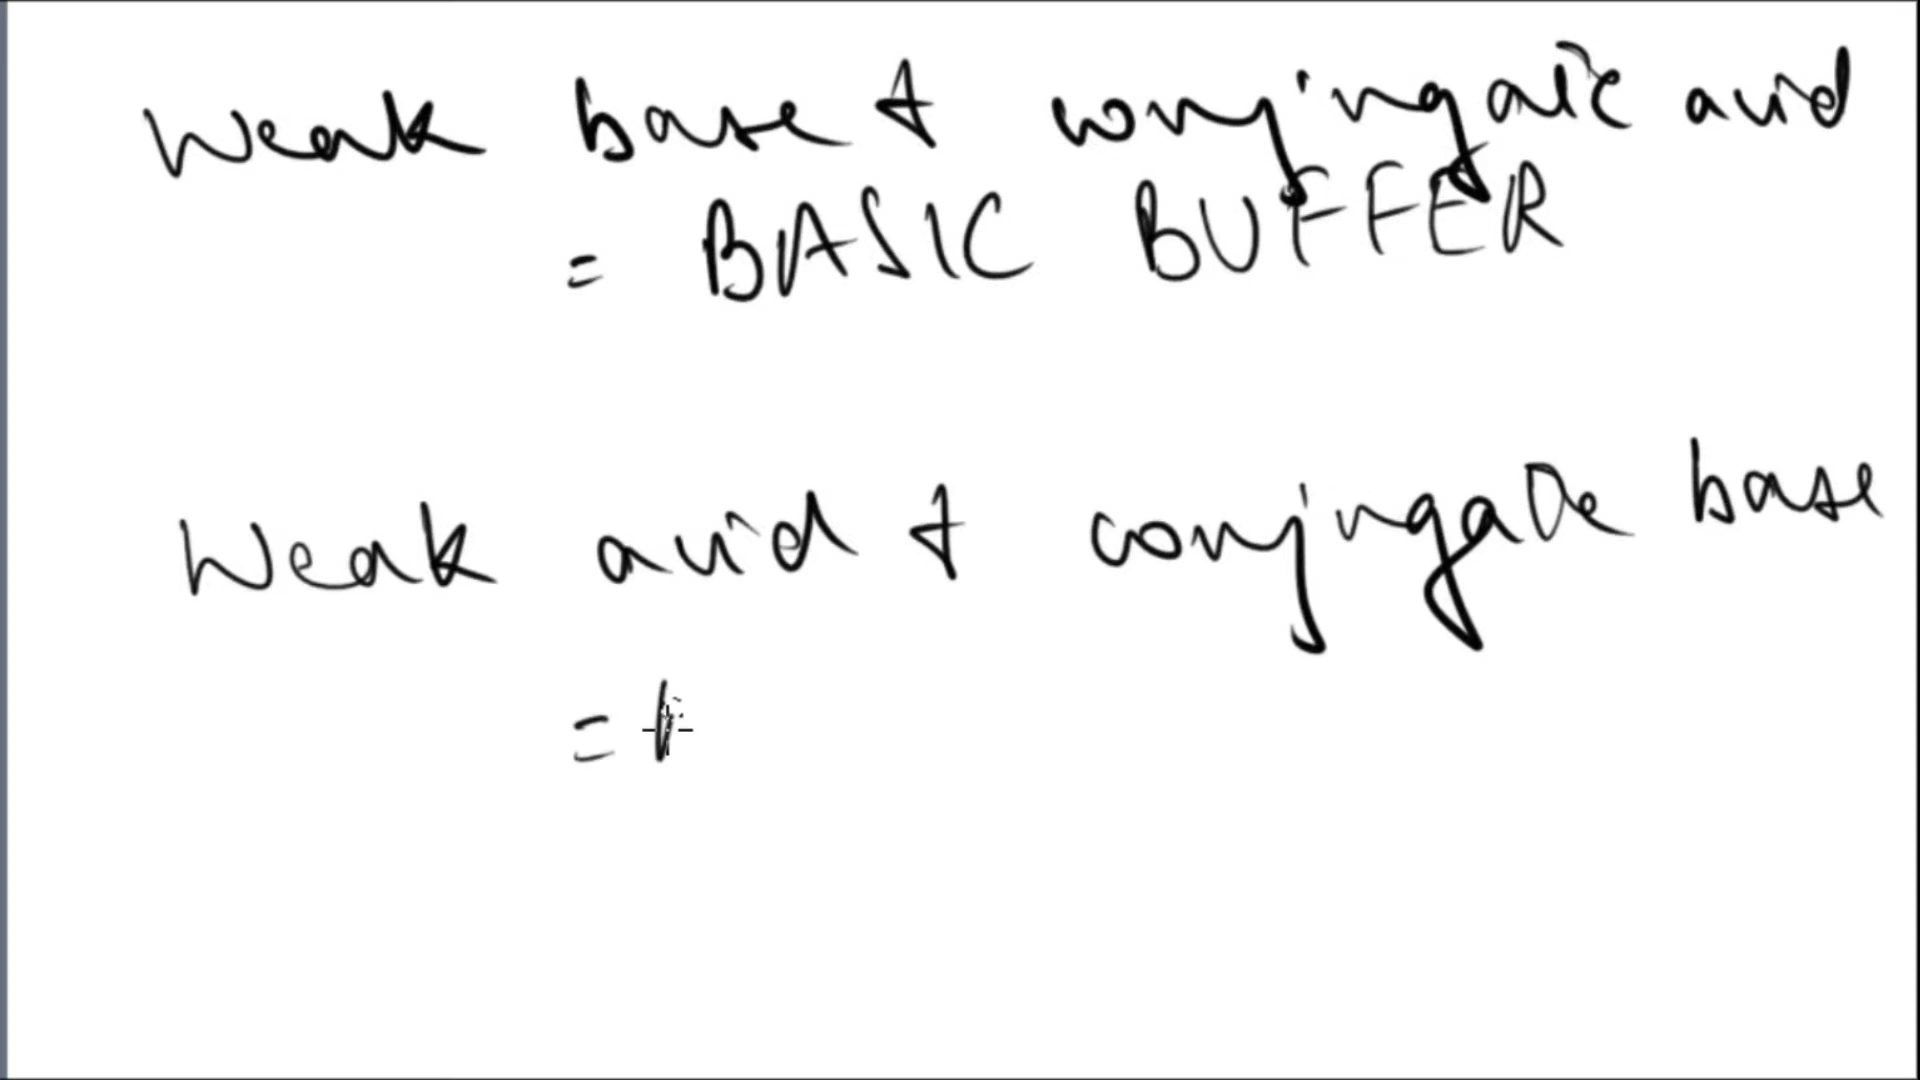 Weak base + conjugate acid
= BASIC BUFFER
Weak acid + conjugate base
=